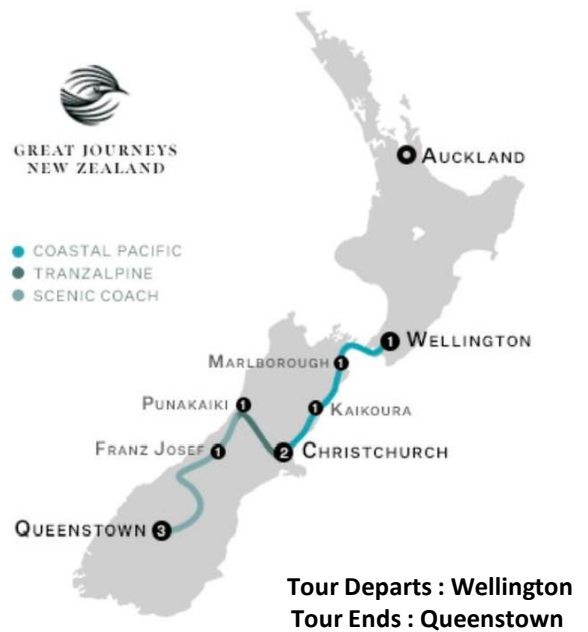 GREAT JOURNEYS
NEW ZEALAND
AUCKLAND
COASTAL PACIFIC
TRANZALPINE
SCENIC COACH
1 WELLINGTON
MARLBOROUGH 1
PUNAKAIKI 1
1 KAIKOURA
FRANZ JOSEF 1
2 CHRISTCHURCH
QUEENSTOWN 3
Tour Departs : Wellington
Tour Ends : Queenstown